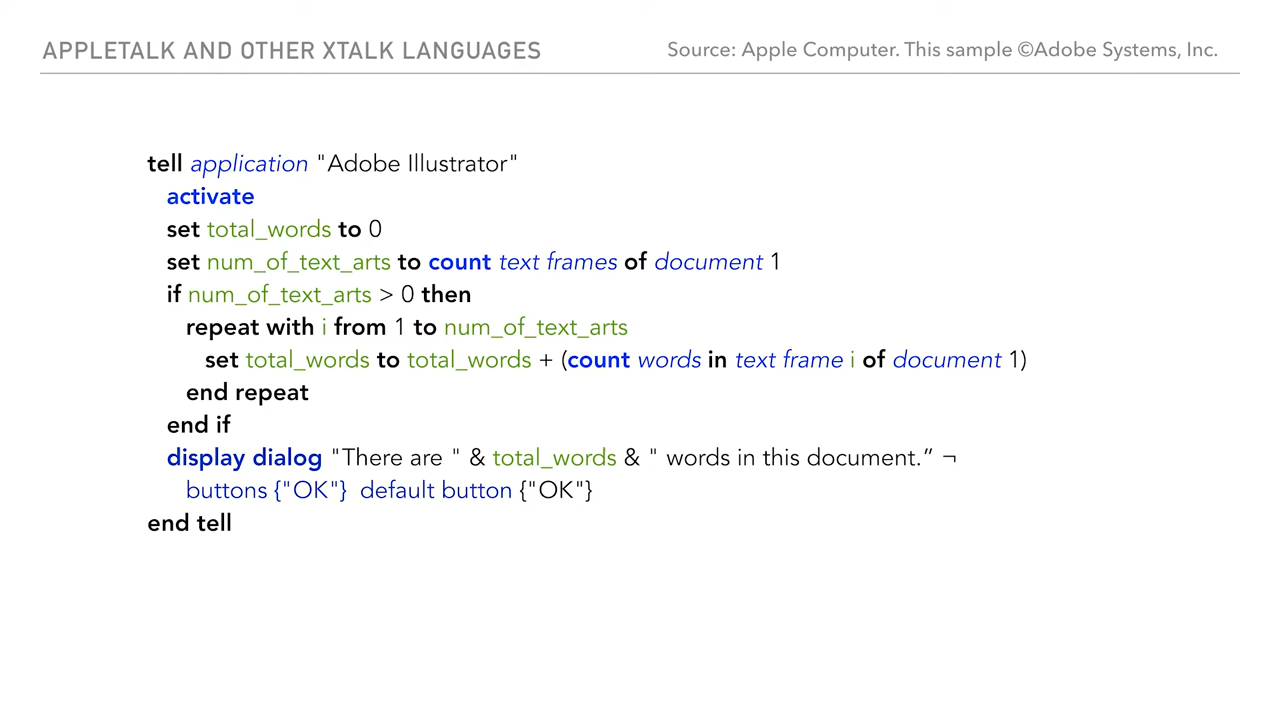 APPLETALK AND OTHER XTALK LANGUAGES
Source: Apple Computer. This sample ©Adobe Systems, Inc.
tell application "Adobe Illustrator"
activate
set total_words to 0
set num_of_text_arts to count text frames of document 1
if num_of_text_arts > 0 then
repeat with i from 1 to num_of_text_arts
set total_words to total_words + (count words in text frame i of document 1)
end repeat
end if
display dialog "There are " & total_words & " words in this document.” ¬
buttons {"OK"}  default button {"OK"}
end tell